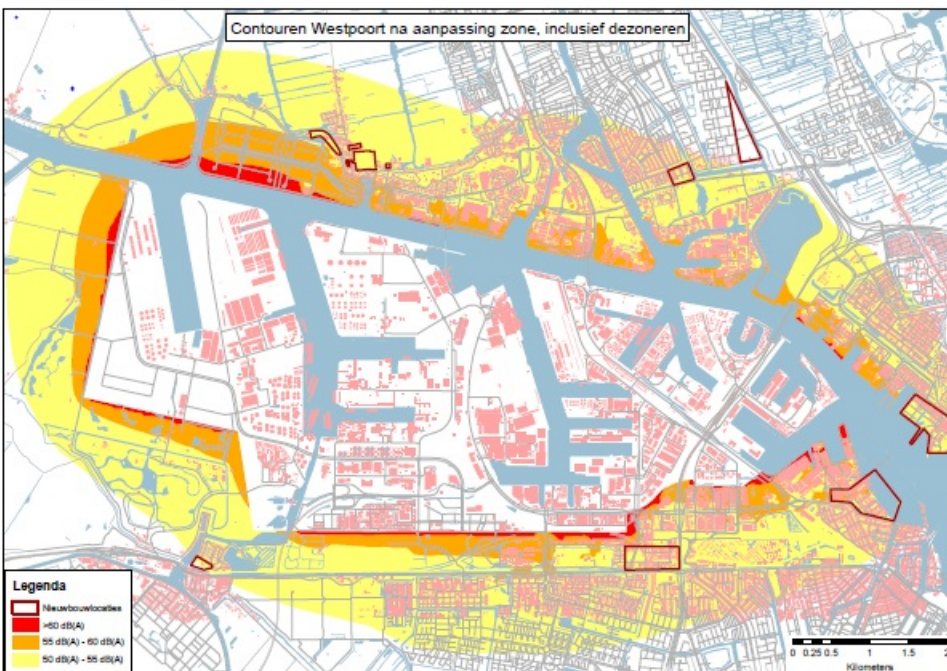 Contouren Westpoort na aanpassing zone, inclusief dezoneren
Legenda
Nieuwbouwlocaties
>60 dB(A)
55 dB(A) - 60 dB(A)
50 dB(A) - 55 dB(A)
0 0.25 0.5 1 1.5
Kilometers